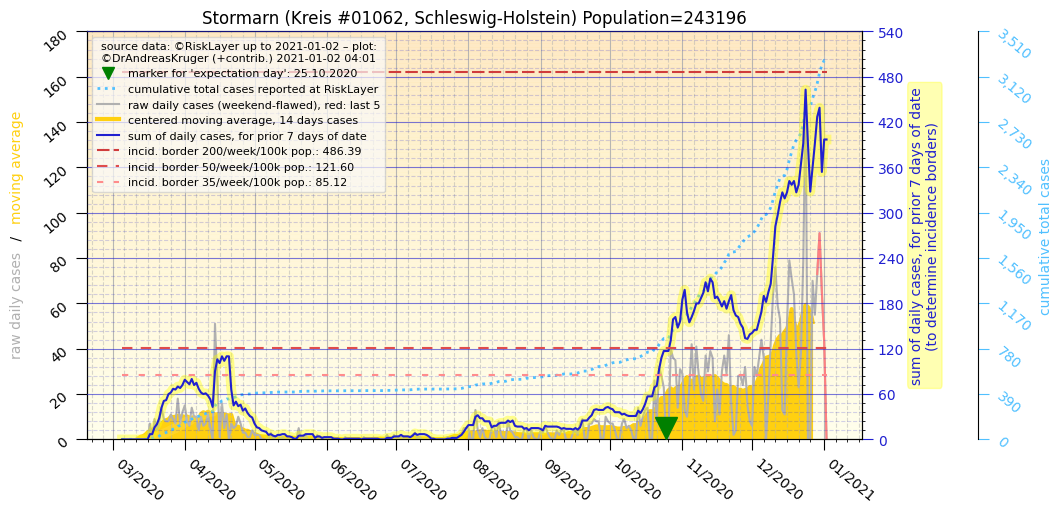 Stormarn (Kreis #01062, Schleswig-Holstein) Population=243196
source data: ©RiskLayer up to 2021-01-02 – plot:
©DrAndreasKruger (+contrib.) 2021-01-02 04:01
marker for 'expectation day': 25.10.2020
cumulative total cases reported at RiskLayer
raw daily cases (weekend-flawed), red: last 5
centered moving average, 14 days cases
sum of daily cases, for prior 7 days of date
incid. border 200/week/100k pop.: 486.39
incid. border 50/week/100k pop.: 121.60
incid. border 35/week/100k pop.: 85.12
raw daily cases / moving average
180
160
140
120
100
80
60
40
20
0
03/2020
04/2020
05/2020
06/2020
07/2020
08/2020
09/2020
10/2020
11/2020
12/2020
01/2021
540
480
420
360
300
240
180
120
60
0
sum of daily cases, for prior 7 days of date
(to determine incidence borders)
3,510
3,120
2,730
2,340
1,950
1,560
1,170
780
390
0
cumulative total cases